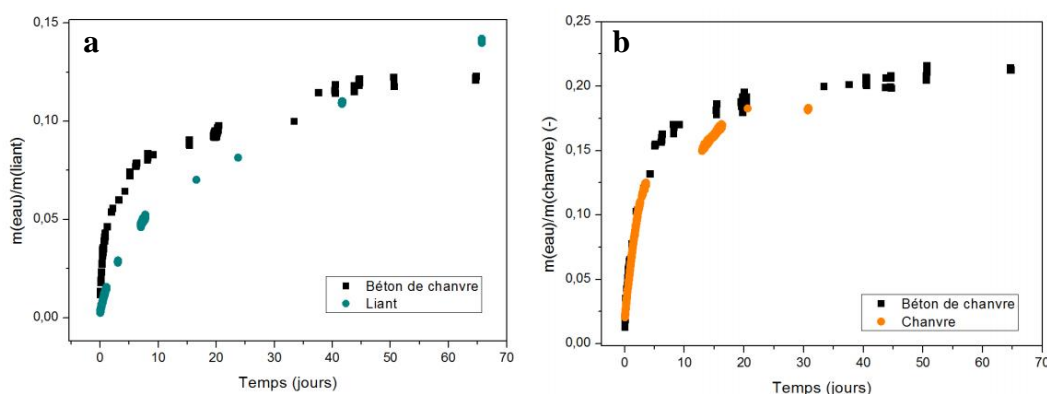 a
m(eau)/m(liant)
0,15
0,10
0,05
0,00
0 10 20 30 40 50 60 70
Temps (jours)
Béton de chanvre
Liant
b
m(eau)/m(chanvre) (-)
0,25
0,20
0,15
0,10
0,05
0,00
0 10 20 30 40 50 60 70
Temps (jours)
Béton de chanvre
Chanvre